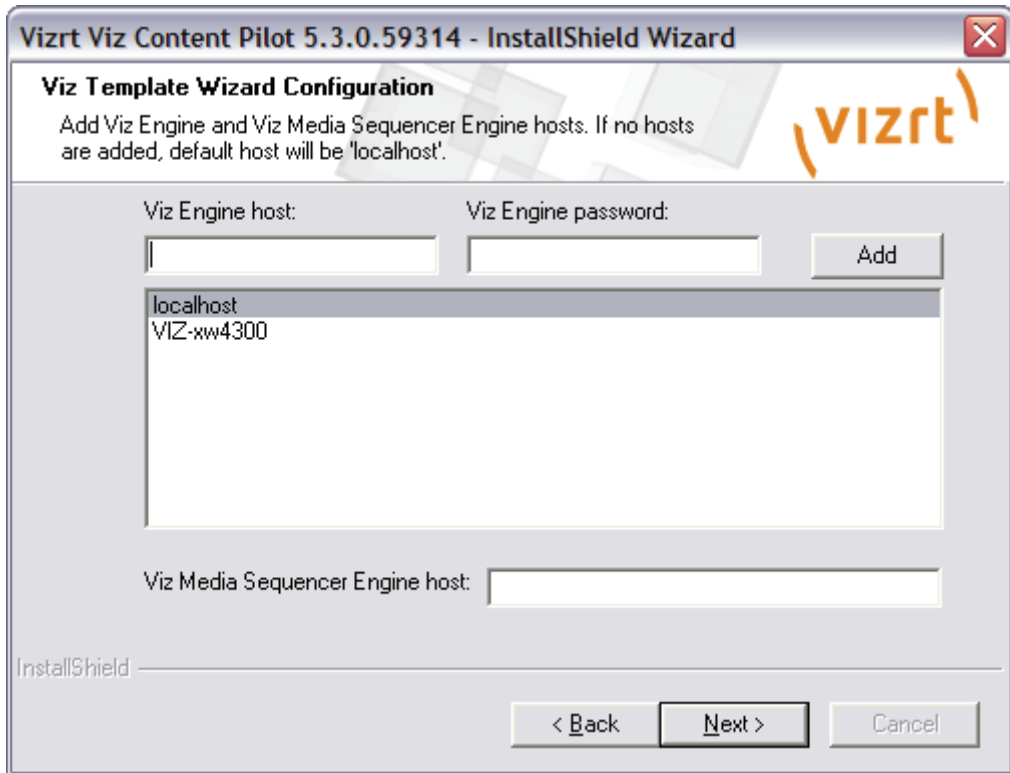 Vizrt Viz Content Pilot 5.3.0.59314 - InstallShield Wizard
Viz Template Wizard Configuration
Add Viz Engine and Viz Media Sequencer Engine hosts. If no hosts
are added, default host will be 'localhost'.
vizrt
Viz Engine host:
Viz Engine password:
Add
localhost
VIZ-xw4300
Viz Media Sequencer Engine host:
InstallShield
< Back
Next >
Cancel